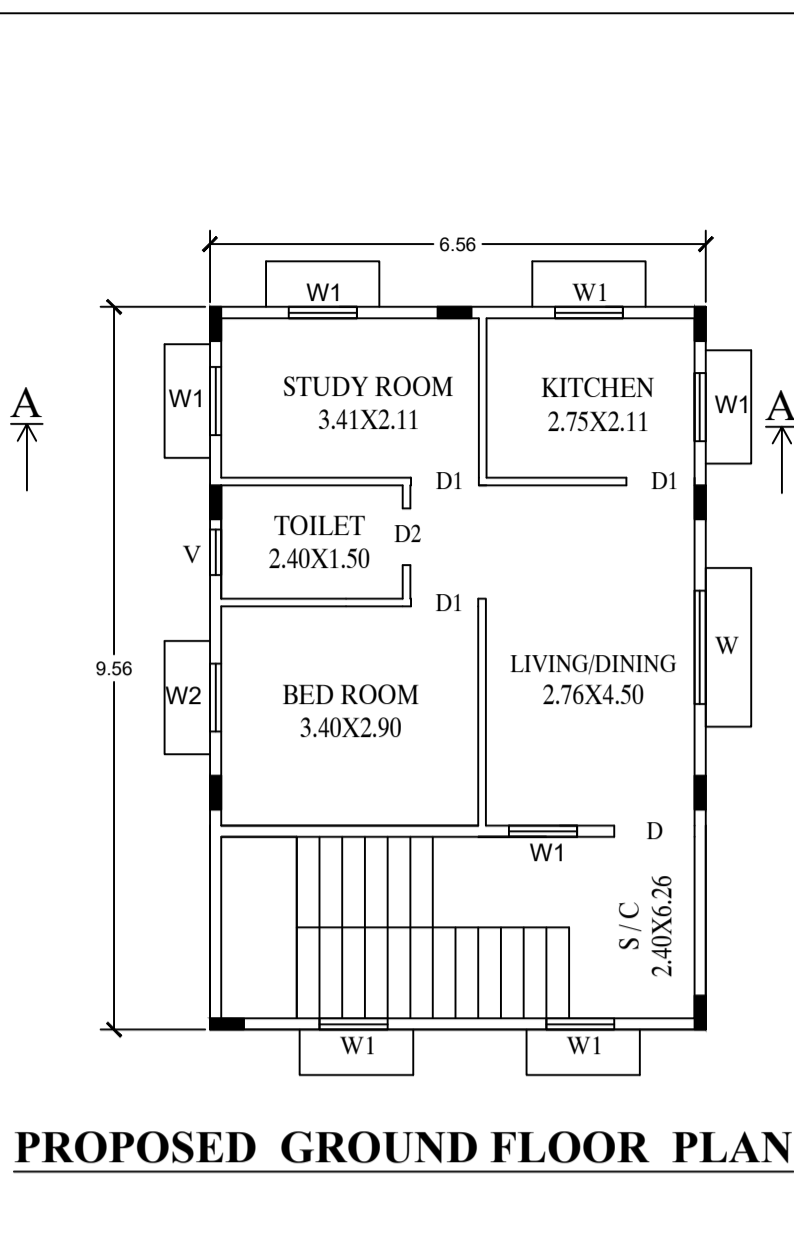 6.56
W1
W1
W1
STUDY ROOM
3.41X2.11
KITCHEN
2.75X2.11
W1
A
A
D1
D1
TOILET
2.40X1.50
D2
V
D1
9.56
W2
BED ROOM
3.40X2.90
LIVING/DINING
2.76X4.50
W
W1
D
S / C
2.40X6.26
W1
W1
PROPOSED GROUND FLOOR PLAN